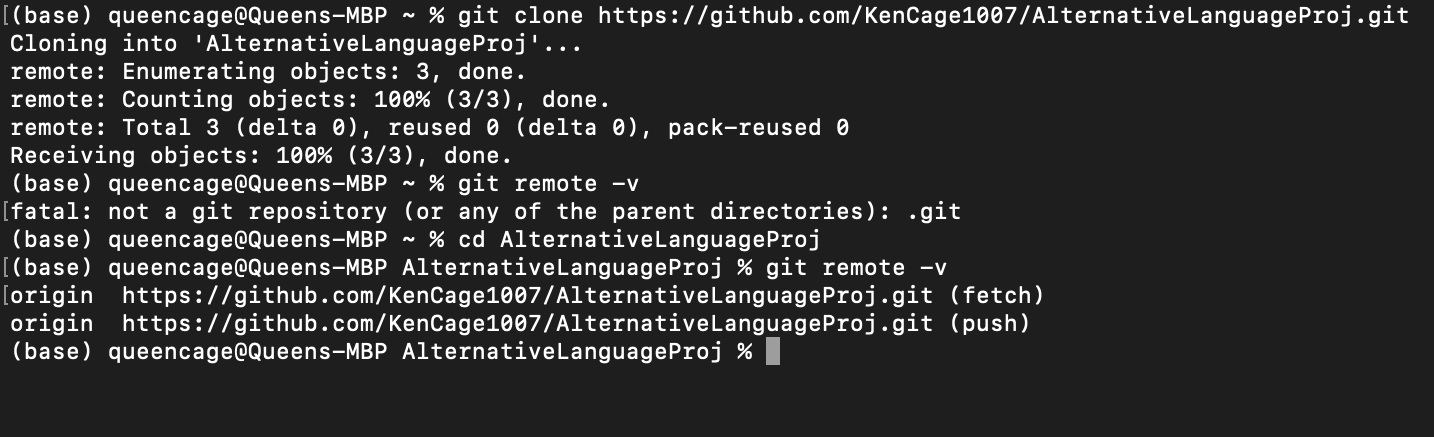 [(base) queencage@Queens-MBP ~ % git clone https://github.com/KenCage1007/AlternativeLanguageProj.git
Cloning into 'AlternativeLanguageProj'...
remote: Enumerating objects: 3, done.
remote: Counting objects: 100% (3/3), done.
remote: Total 3 (delta 0), reused 0 (delta 0), pack-reused 0
Receiving objects: 100% (3/3), done.
(base) queencage@Queens-MBP ~ % git remote -v
[fatal: not a git repository (or any of the parent directories): .git
(base) queencage@Queens-MBP ~ % cd AlternativeLanguageProj
[(base) queencage@Queens-MBP AlternativeLanguageProj % git remote -v
[origin  https://github.com/KenCage1007/AlternativeLanguageProj.git (fetch)
origin  https://github.com/KenCage1007/AlternativeLanguageProj.git (push)
(base) queencage@Queens-MBP AlternativeLanguageProj %